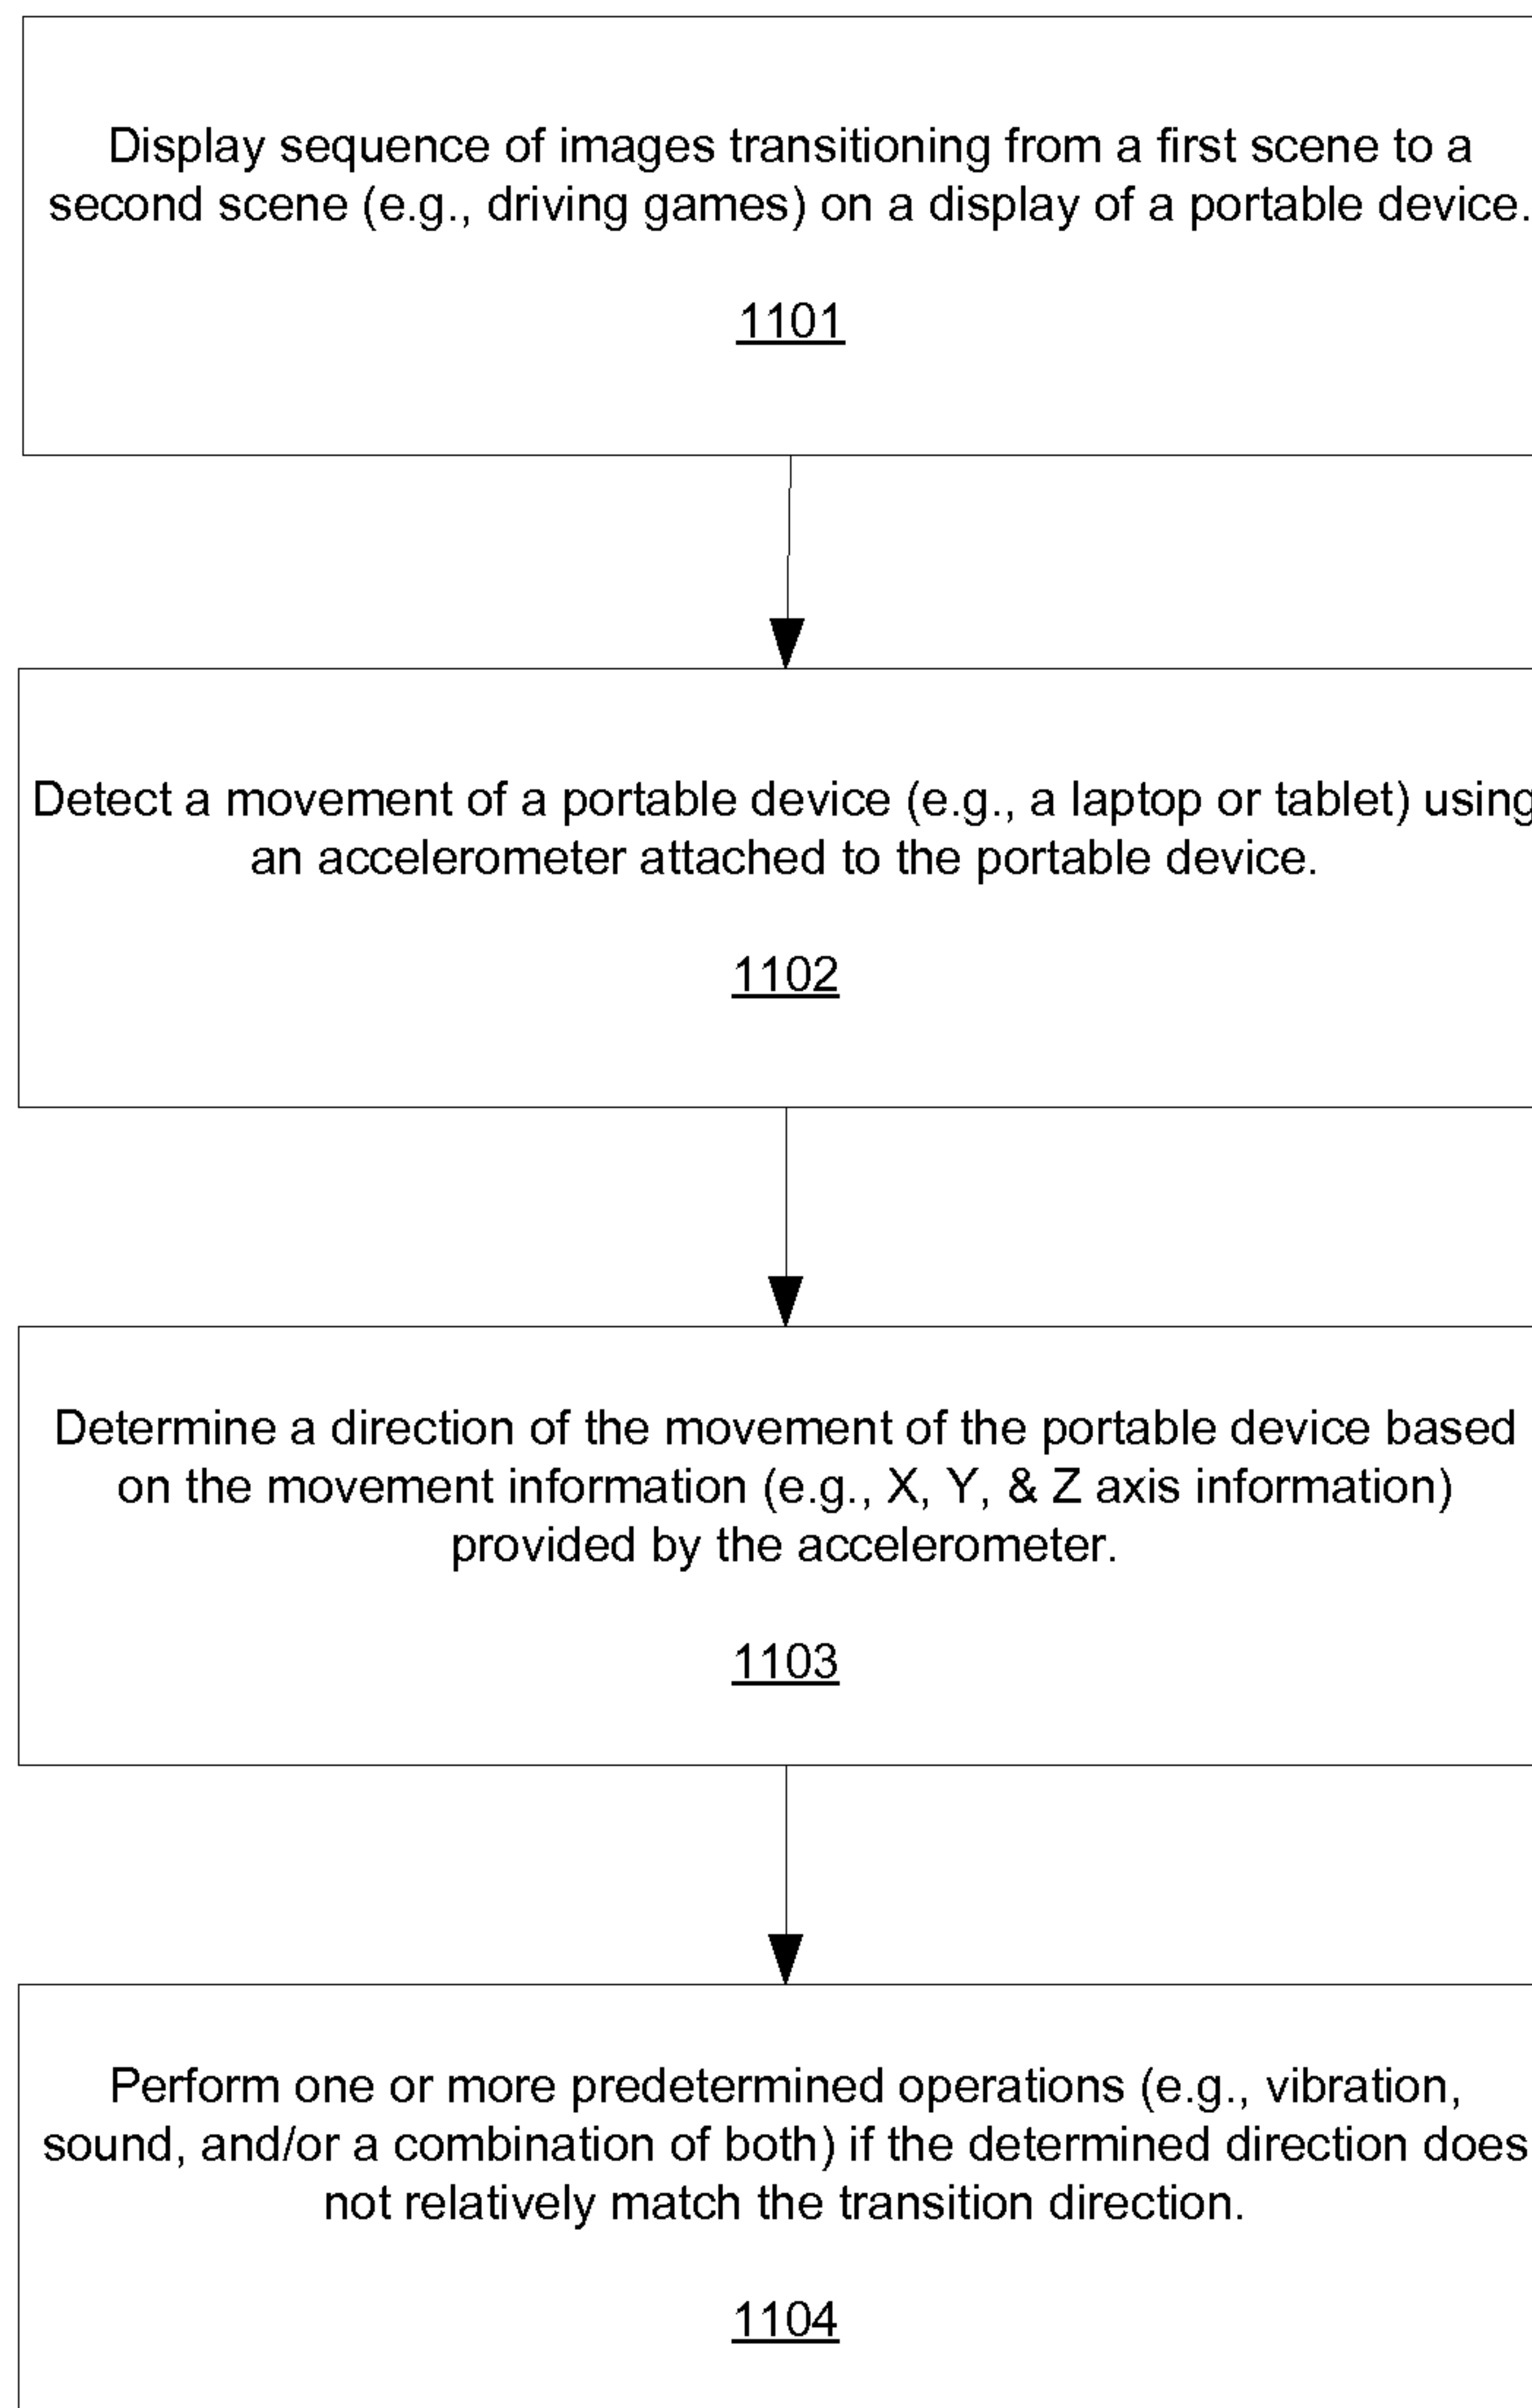 Display sequence of images transitioning from a first scene to a
second scene (e.g., driving games) on a display of a portable device.
1101
Detect a movement of a portable device (e.g., a laptop or tablet) using
an accelerometer attached to the portable device.
1102
Determine a direction of the movement of the portable device based
on the movement information (e.g., X, Y, & Z axis information)
provided by the accelerometer.
1103
Perform one or more predetermined operations (e.g., vibration,
sound, and/or a combination of both) if the determined direction does
not relatively match the transition direction.
1104